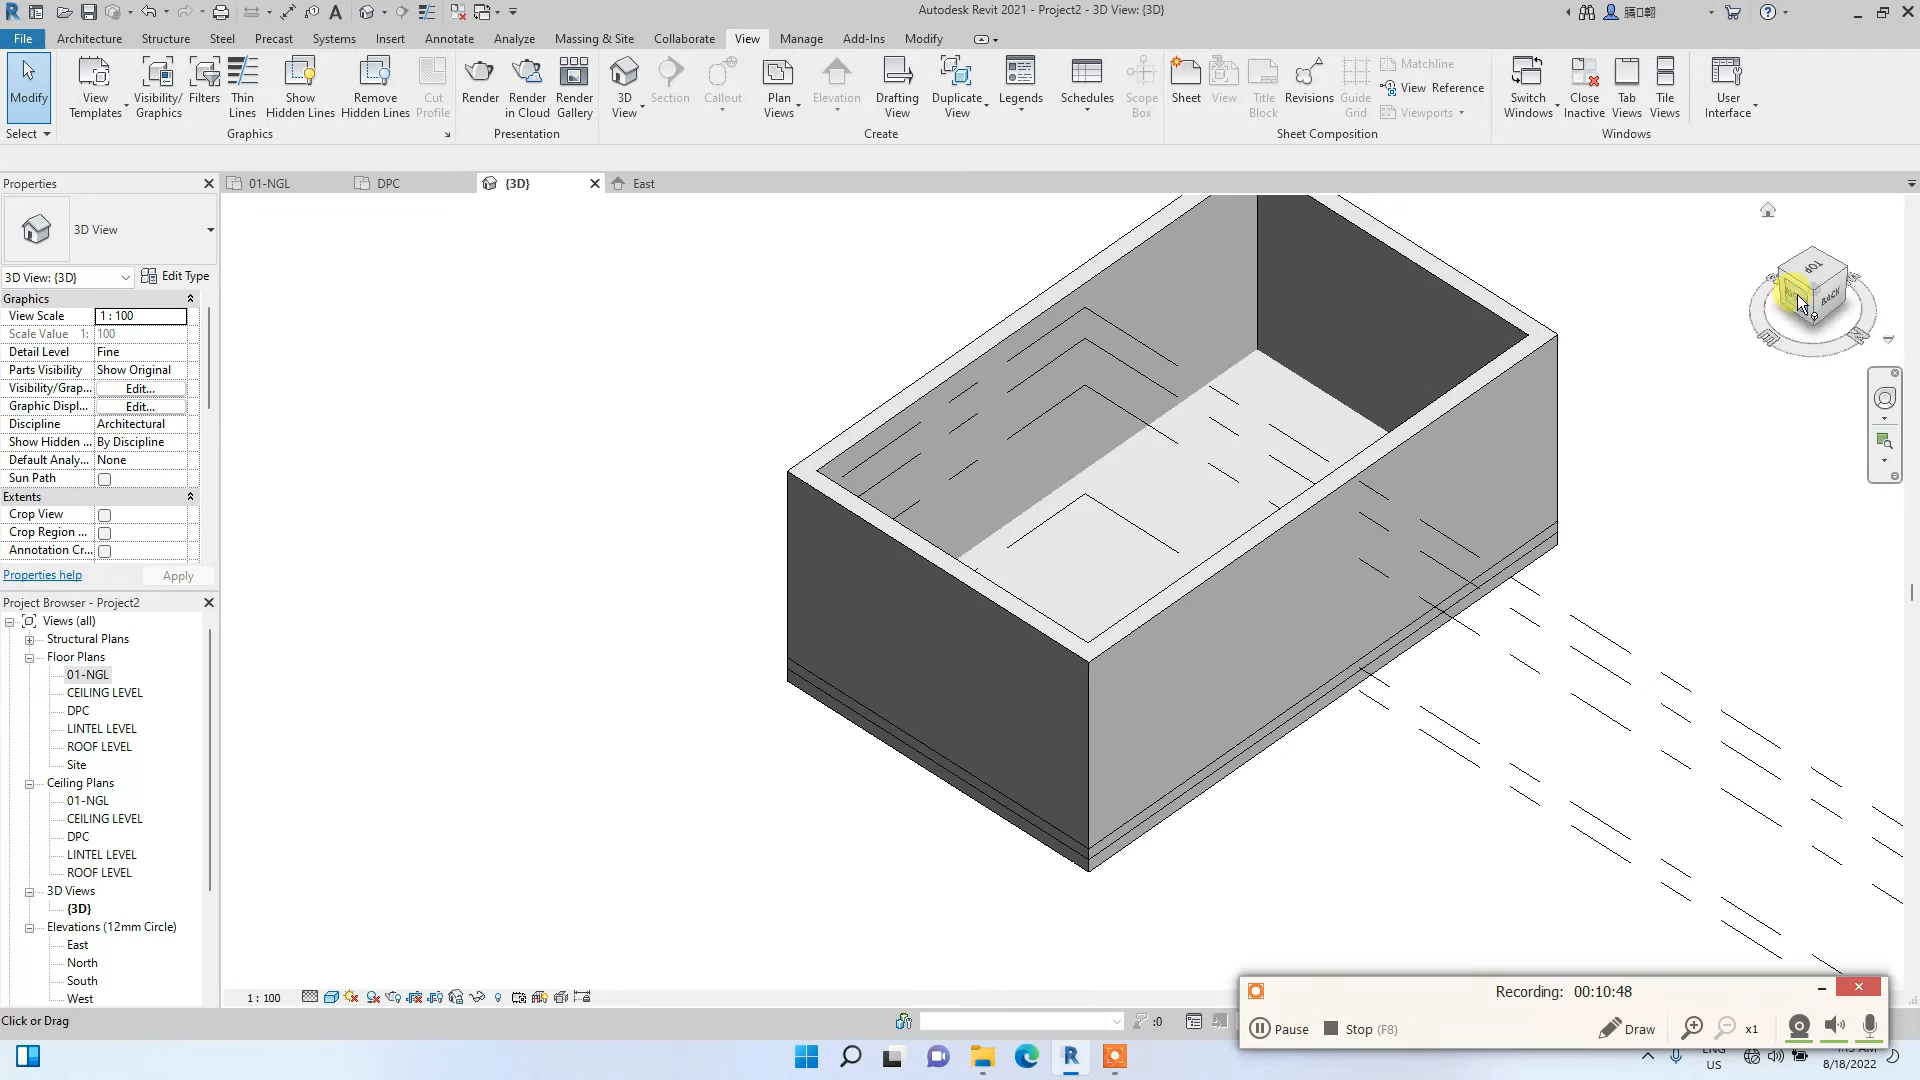 Autodesk Revit 2021 - Project2 - 3D View: {3D}
File Architecture Structure Steel Precast Systems Insert Annotate Analyze Massing & Site Collaborate View Manage Add-Ins Modify
Modify
View Templates
Visibility/ Graphics
Filters
Thin Lines
Show Hidden Lines
Remove Hidden Lines
Cut Profile
Render
Render in Cloud
Render Gallery
3D View
Section
Callout
Plan Views
Elevation
Drafting View
Duplicate View
Legends
Schedules
Scope Box
Sheet
View
Title Block
Revisions
Guide Grid
Matchline
View Reference
Viewports
Switch Windows
Close Inactive
Tab Views
Tile Views
User Interface
Select Graphics Presentation Create Sheet Composition Windows
Properties
01-NGL DPC {3D} East
3D View
3D View: {3D} Edit Type
Graphics
View Scale 1 : 100
Scale Value 1: 100
Detail Level Fine
Parts Visibility Show Original
Visibility/Grap... Edit...
Graphic Displ... Edit...
Discipline Architectural
Show Hidden ... By Discipline
Default Analy... None
Sun Path
Extents
Crop View
Crop Region ...
Annotation Cr...
Properties help Apply
Project Browser - Project2
Views (all)
Structural Plans
Floor Plans
01-NGL
CEILING LEVEL
DPC
LINTEL LEVEL
ROOF LEVEL
Site
Ceiling Plans
01-NGL
CEILING LEVEL
DPC
LINTEL LEVEL
ROOF LEVEL
3D Views
{3D}
Elevations (12mm Circle)
East
North
South
West
TOP
BACK
1 : 100
Click or Drag
:0
Recording: 00:10:48
Pause Stop (F8) Draw x1
ENG
US
8/18/2022